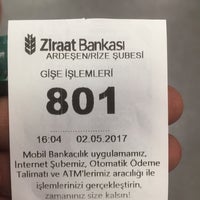 Ziraat Bankası
ARDEŞEN/RİZE ŞUBESİ
GİŞE İŞLEMLERİ
801
16:04 02.05.2017
Mobil Bankacılık uygulamamız,
Internet Şubemiz, Otomatik Ödeme
Talimatı ve ATM'lerimiz aracılığı ile
işlemlerinizi gerçekleştirin,
zamanınız size kalsın!